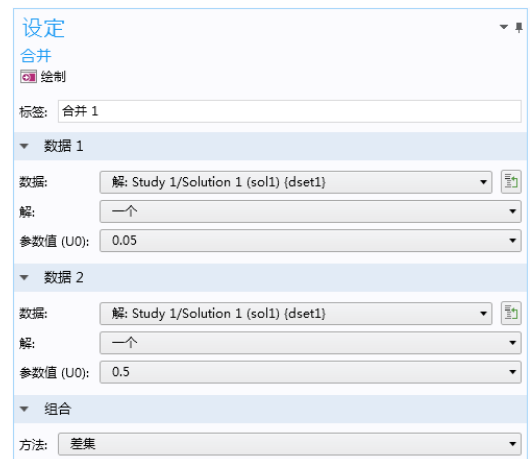 设定
合并
绘制
标签: 合并 1
数据 1
数据: 解: Study 1/Solution 1 (sol1) {dset1}
解: 一个
参数值 (U0): 0.05
数据 2
数据: 解: Study 1/Solution 1 (sol1) {dset1}
解: 一个
参数值 (U0): 0.5
组合
方法: 差集